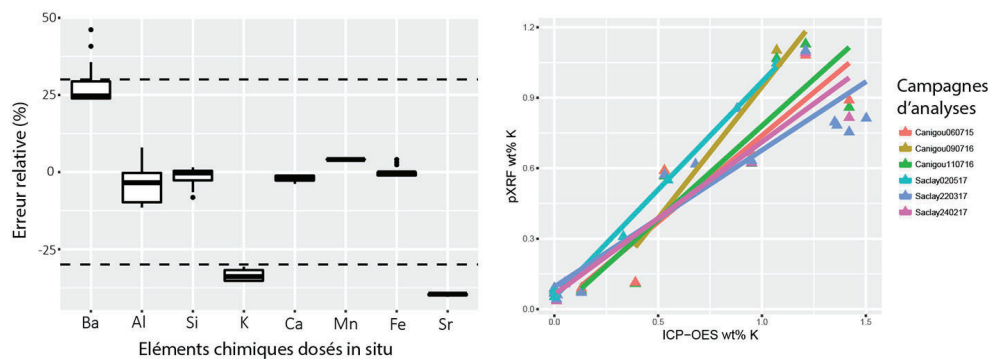 50
25
0
-25
Erreur relative (%)
Ba Al Si K Ca Mn Fe Sr
Eléments chimiques dosés in situ
1.2
0.9
0.6
0.3
0.0
pXRF wt% K
0.0 0.5 1.0 1.5
ICP-OES wt% K
Campagnes
d'analyses
Canigou060715
Canigou090716
Canigou110716
Saclay020517
Saclay220317
Saclay240217